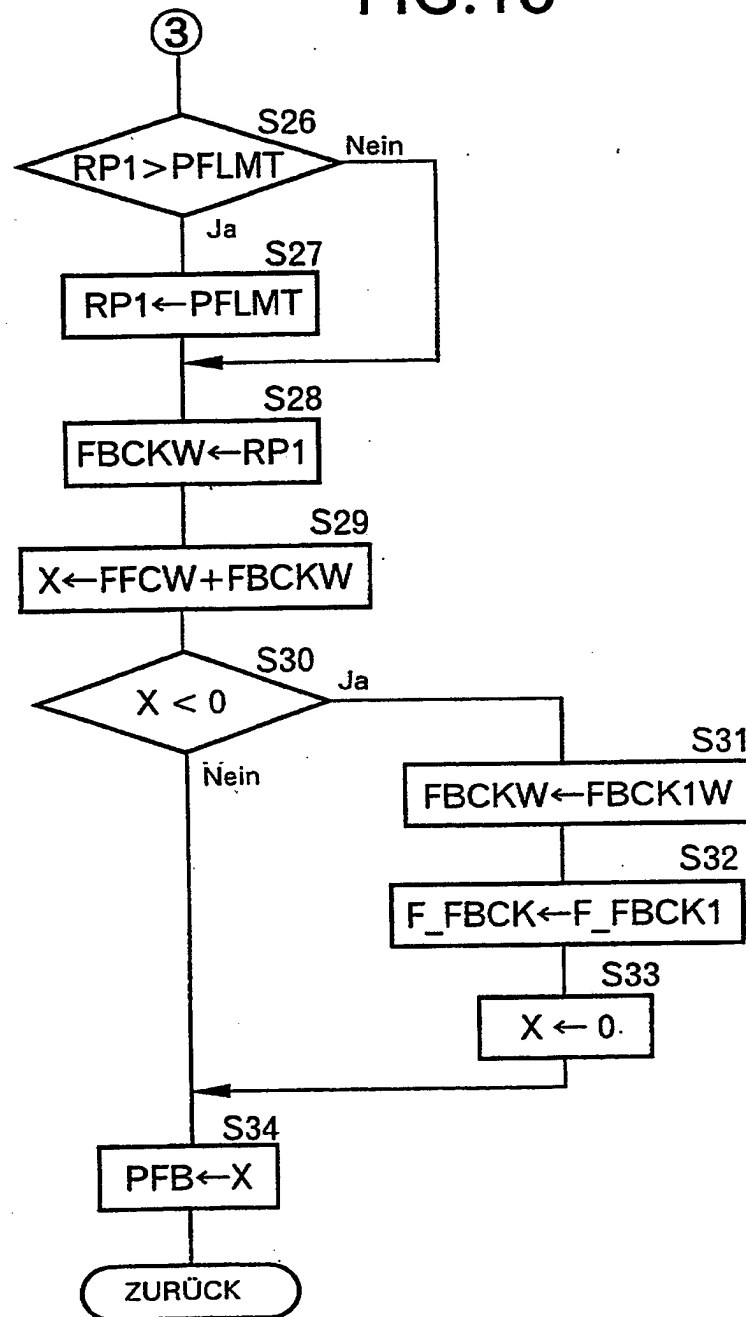 FIG.10
3
S26
RP1>PFLMT
Nein
Ja
S27
RP1←PFLMT
S28
FBCKW←RP1
S29
X←FFCW+FBCKW
S30
X < 0
Ja
Nein
S31
FBCKW←FBCK1W
S32
F_FBCK←F_FBCK1
S33
X ← 0
S34
PFB←X
ZURÜCK